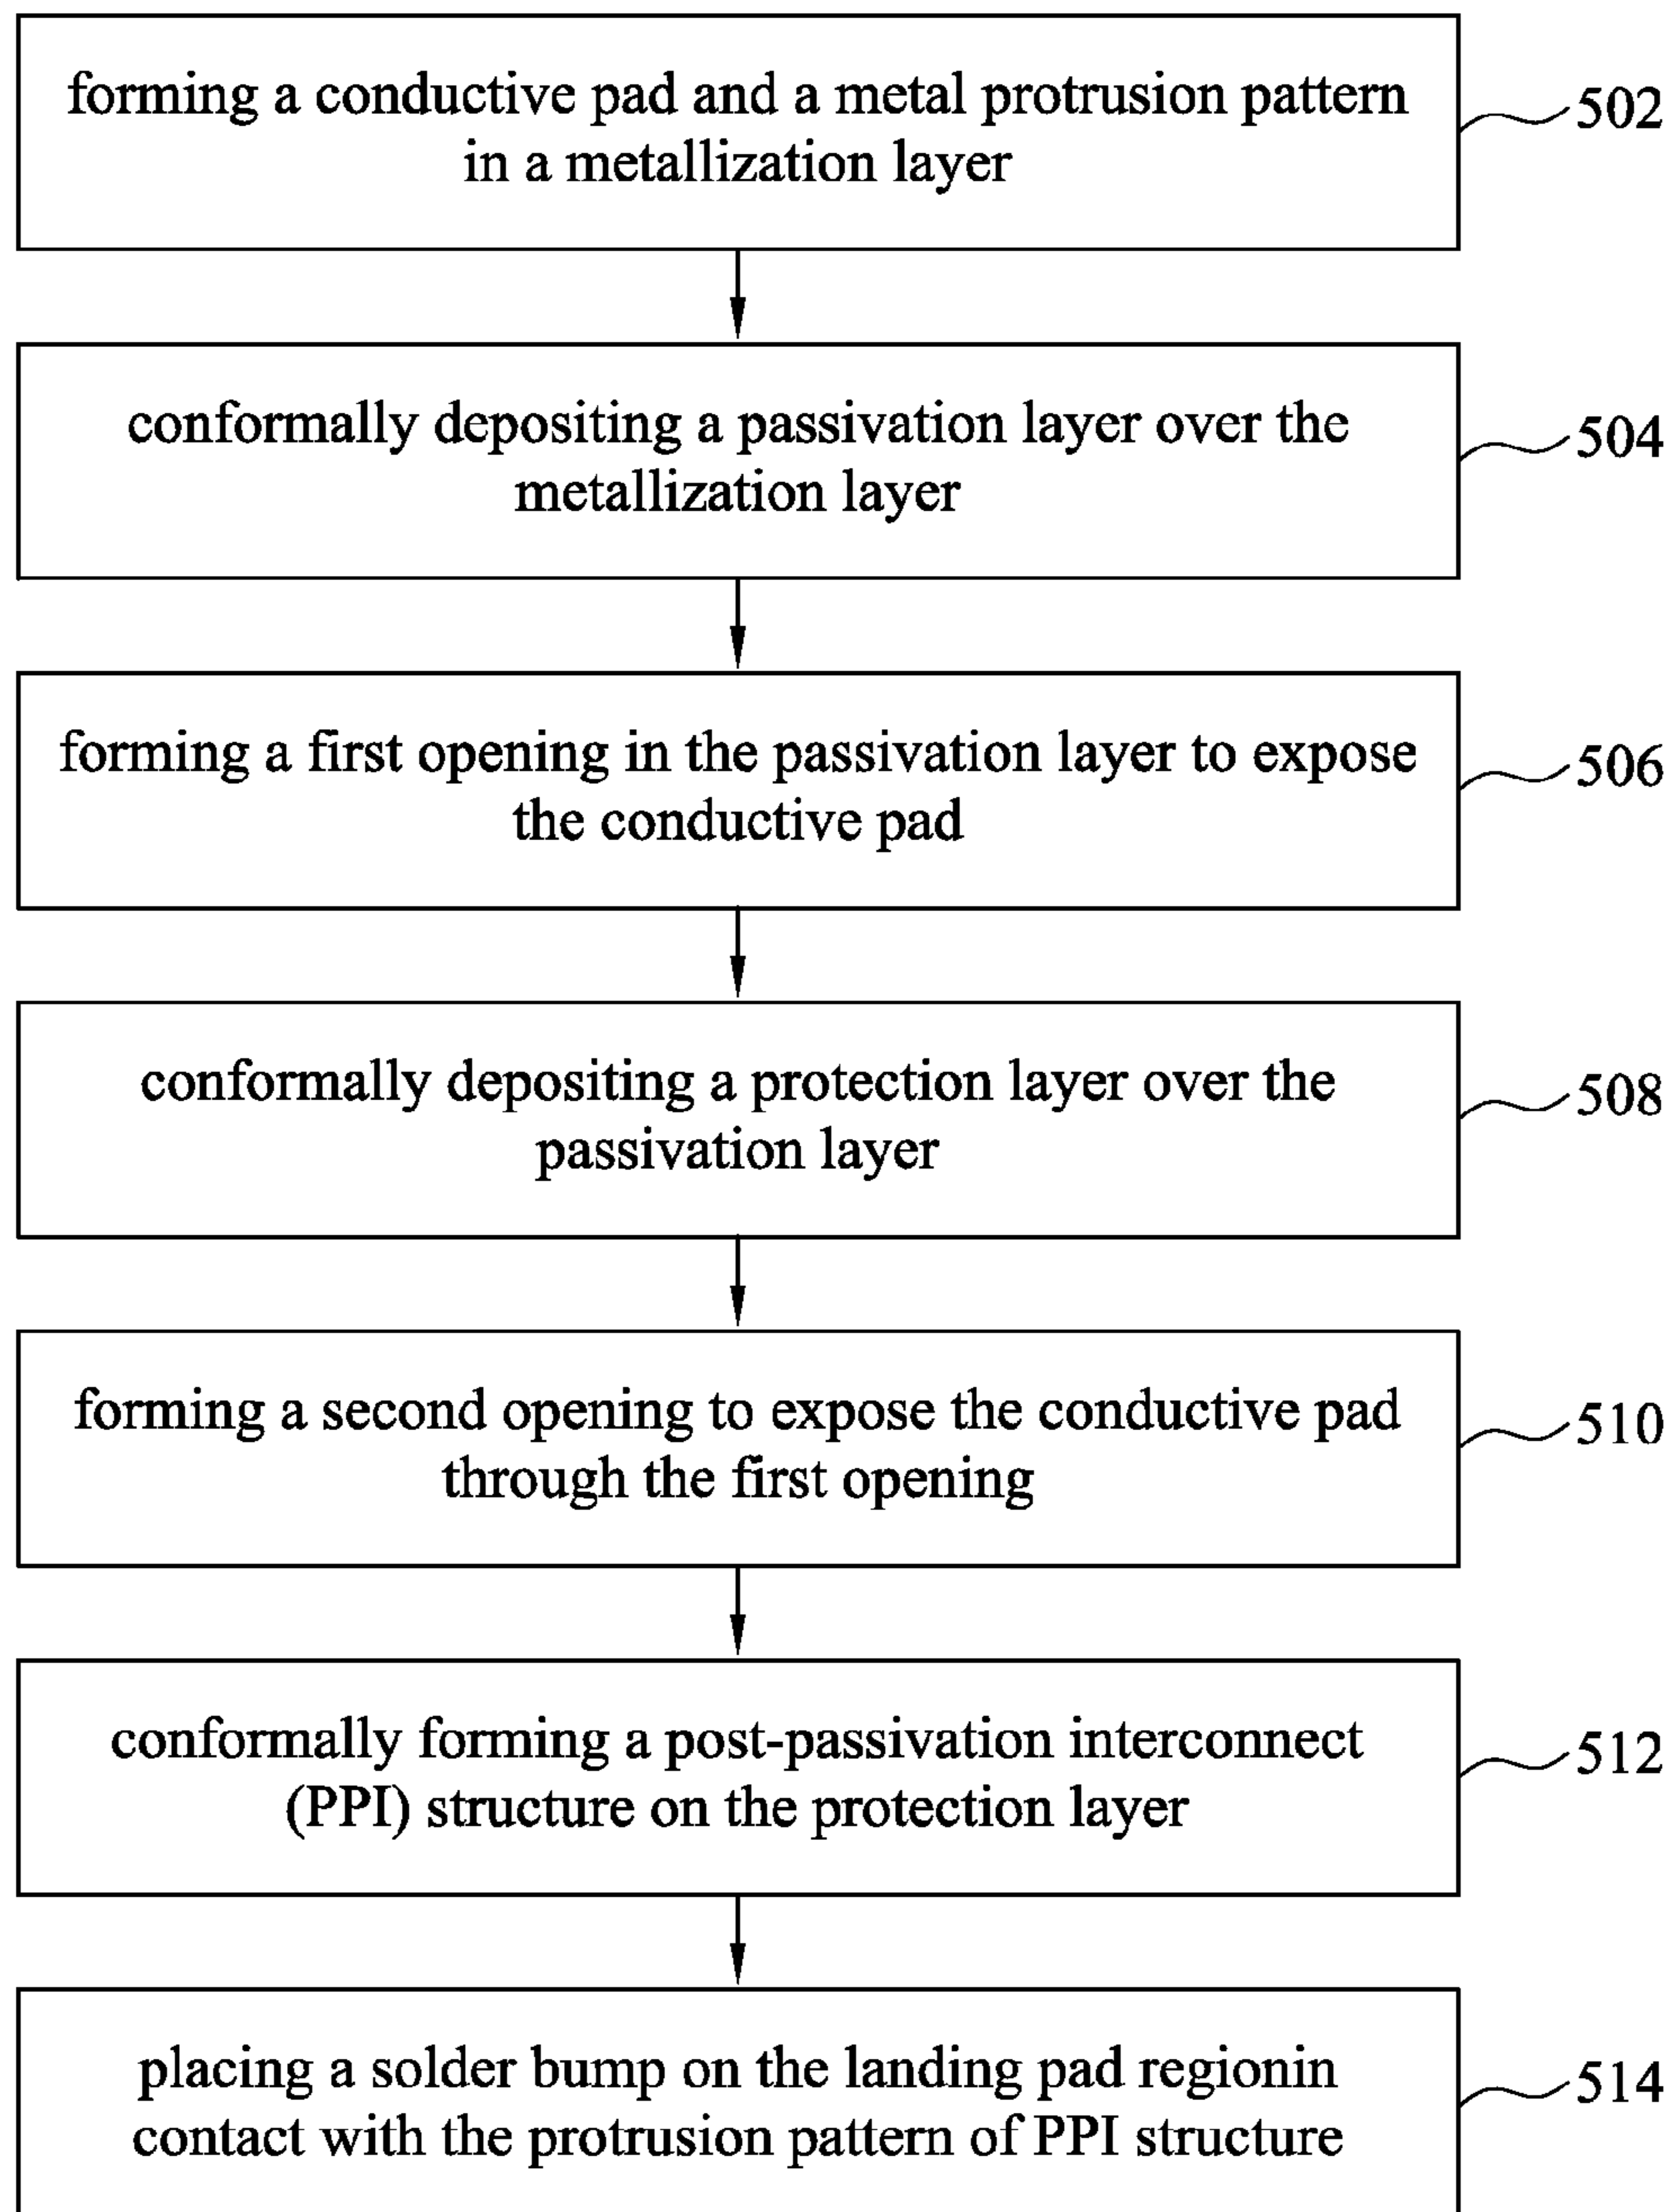 forming a conductive pad and a metal protrusion pattern
in a metallization layer
502
conformally depositing a passivation layer over the
metallization layer
504
forming a first opening in the passivation layer to expose
the conductive pad
506
conformally depositing a protection layer over the
passivation layer
508
forming a second opening to expose the conductive pad
through the first opening
510
conformally forming a post-passivation interconnect
(PPI) structure on the protection layer
512
placing a solder bump on the landing pad regionin
contact with the protrusion pattern of PPI structure
514